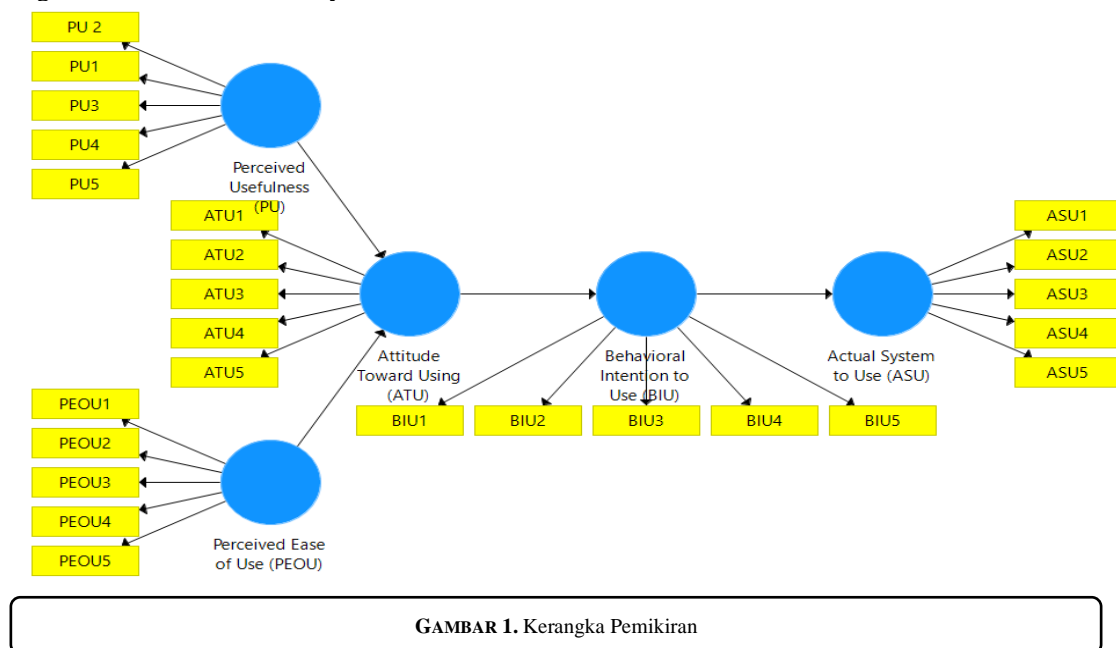 PU 2
PU1
PU3
PU4
PU5
Perceived
Usefulness
(PU)
ATU1
ATU2
ATU3
ATU4
ATU5
Attitude
Toward Using
(ATU)
PEOU1
PEOU2
PEOU3
PEOU4
PEOU5
Perceived Ease
of Use (PEOU)
Behavioral
Intention to
Use (BIU)
BIU1
BIU2
BIU3
BIU4
BIU5
Actual System
to Use (ASU)
ASU1
ASU2
ASU3
ASU4
ASU5
GAMBAR 1. Kerangka Pemikiran